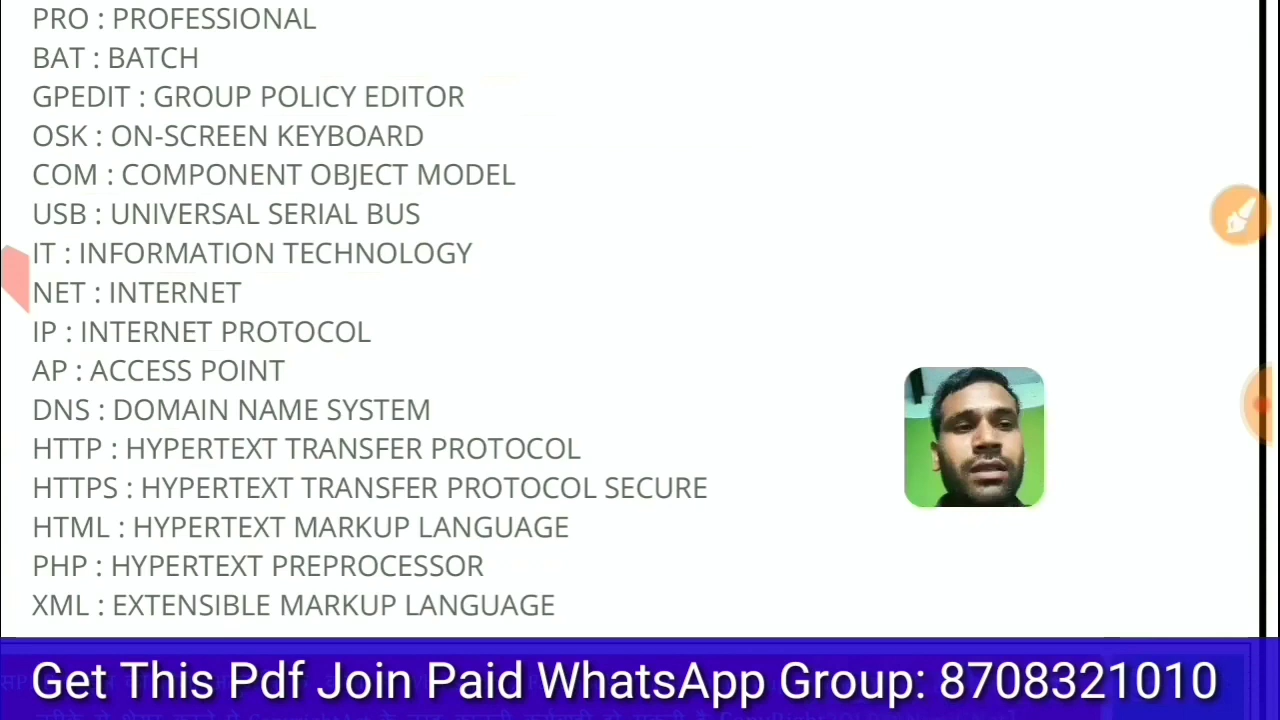 PRO : PROFESSIONAL
BAT : BATCH
GPEDIT : GROUP POLICY EDITOR
OSK : ON-SCREEN KEYBOARD
COM : COMPONENT OBJECT MODEL
USB : UNIVERSAL SERIAL BUS
IT : INFORMATION TECHNOLOGY
NET : INTERNET
IP : INTERNET PROTOCOL
AP : ACCESS POINT
DNS : DOMAIN NAME SYSTEM
HTTP : HYPERTEXT TRANSFER PROTOCOL
HTTPS : HYPERTEXT TRANSFER PROTOCOL SECURE
HTML : HYPERTEXT MARKUP LANGUAGE
PHP : HYPERTEXT PREPROCESSOR
XML : EXTENSIBLE MARKUP LANGUAGE
Get This Pdf Join Paid WhatsApp Group: 8708321010